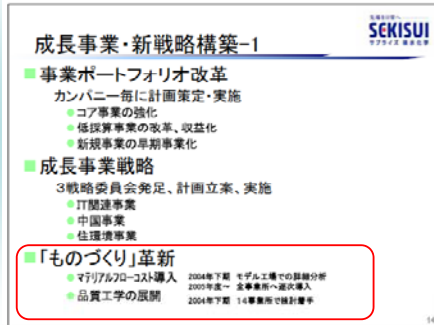 SEKISUI
サプライズ 積水化学
成長事業・新戦略構築-1
事業ポートフォリオ改革
カンパニー毎に計画策定・実施
コア事業の強化
低採算事業の改革、収益化
新規事業の早期事業化
成長事業戦略
3戦略委員会発足、計画立案、実施
IT関連事業
中国事業
住環境事業
「ものづくり」革新
マテリアルフローコスト導入 2004年下期 モデル工場での詳細分析
2005年度～ 全事業所へ逐次導入
品質工学の展開 2004年下期 14事業所で検討着手
14